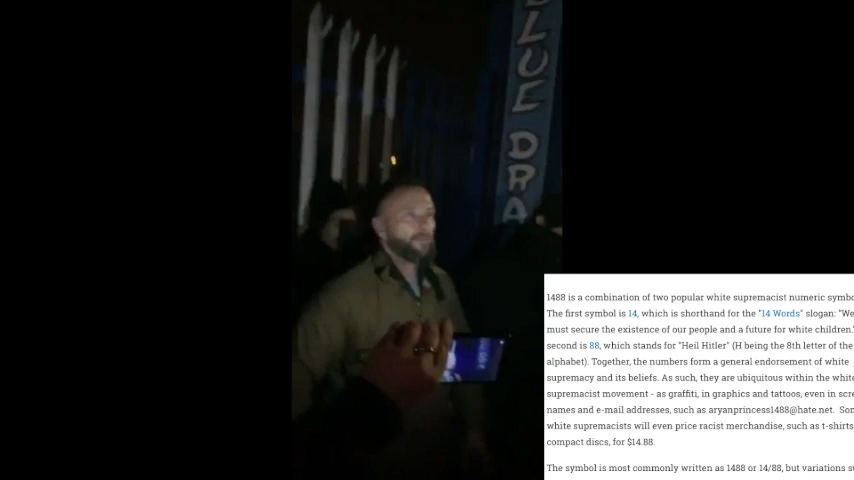 BLUE DRA
1488 is a combination of two popular white supremacist numeric symbo
The first symbol is 14, which is shorthand for the "14 Words" slogan: "We
must secure the existence of our people and a future for white children.
second is 88, which stands for "Heil Hitler" (H being the 8th letter of the
alphabet). Together, the numbers form a general endorsement of white
supremacy and its beliefs. As such, they are ubiquitous within the white
supremacist movement - as graffiti, in graphics and tattoos, even in scre
names and e-mail addresses, such as aryanprincess1488@hate.net. Som
white supremacists will even price racist merchandise, such as t-shirts
compact discs, for $14.88.
The symbol is most commonly written as 1488 or 14/88, but variations su